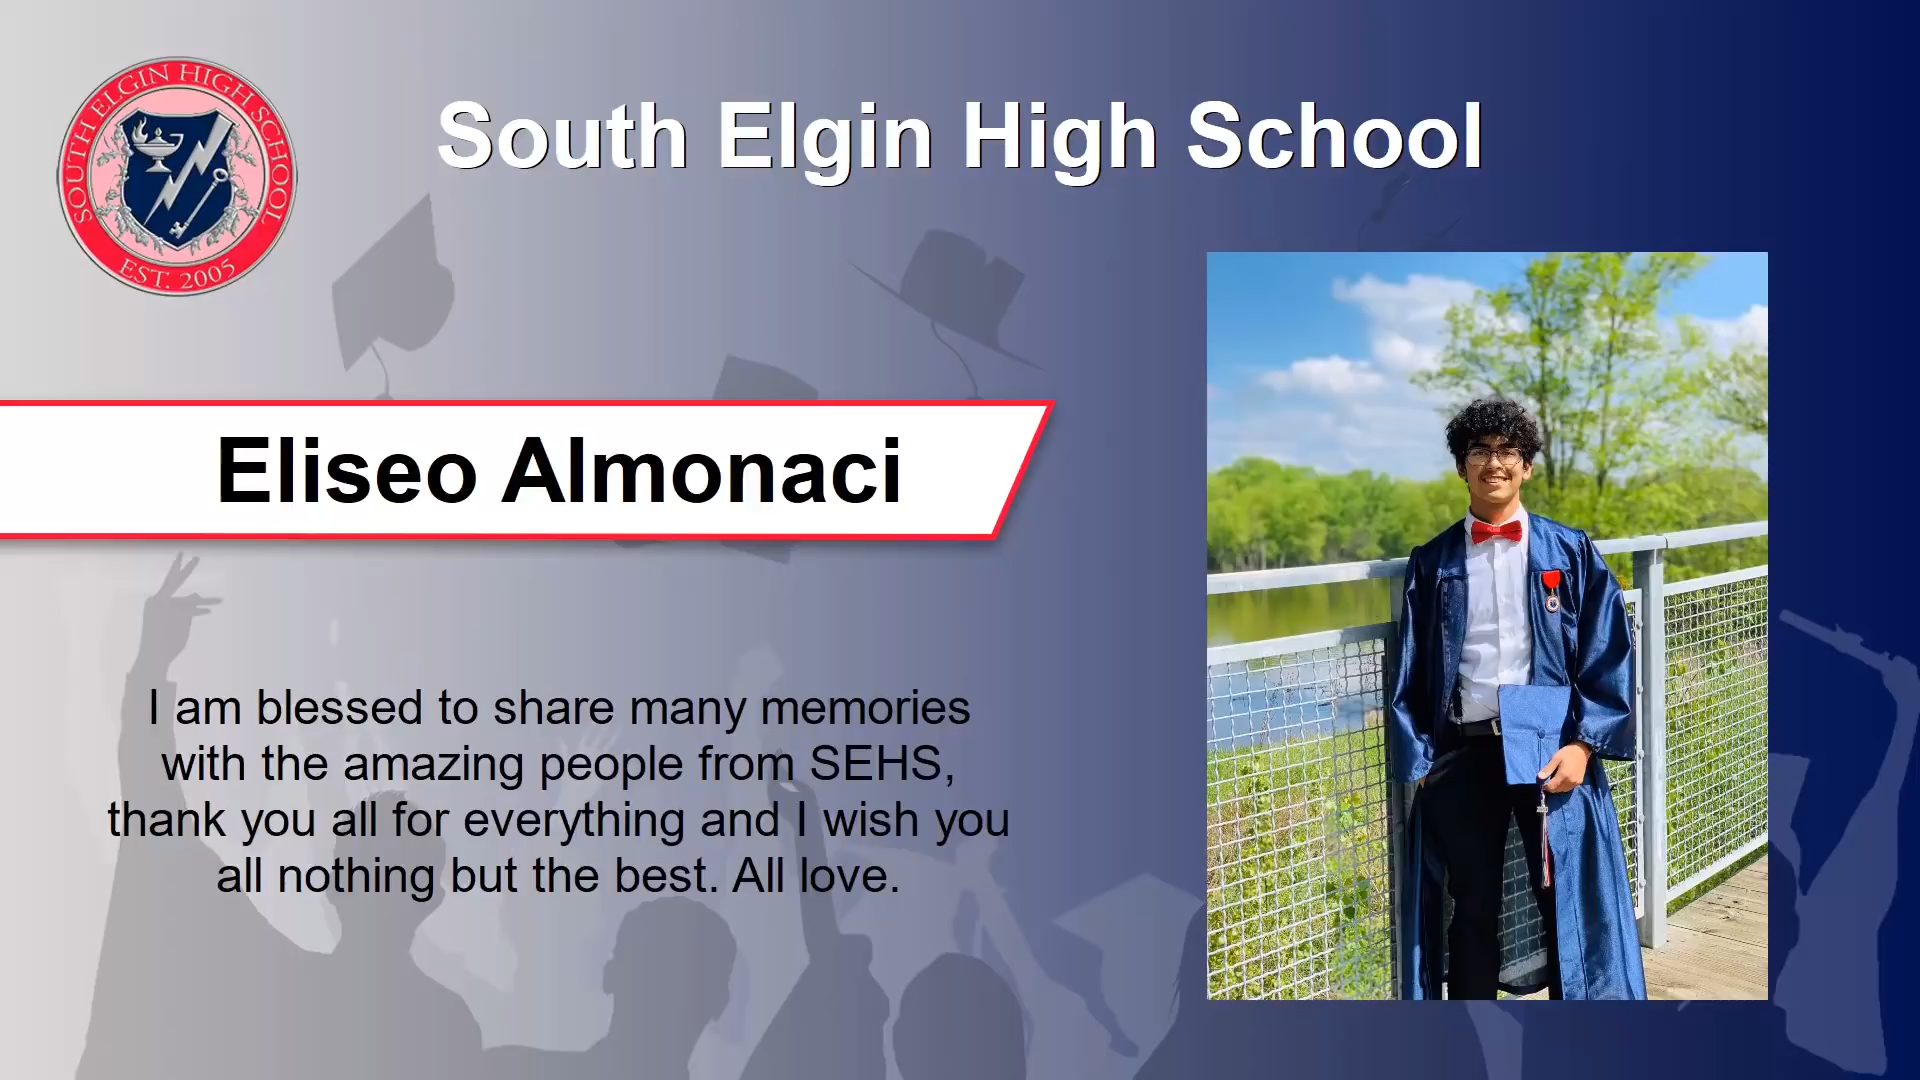 SOUTH ELGIN HIGH SCHOOL
EST. 2005
South Elgin High School
Eliseo Almonaci
I am blessed to share many memories
with the amazing people from SEHS,
thank you all for everything and I wish you
all nothing but the best. All love.